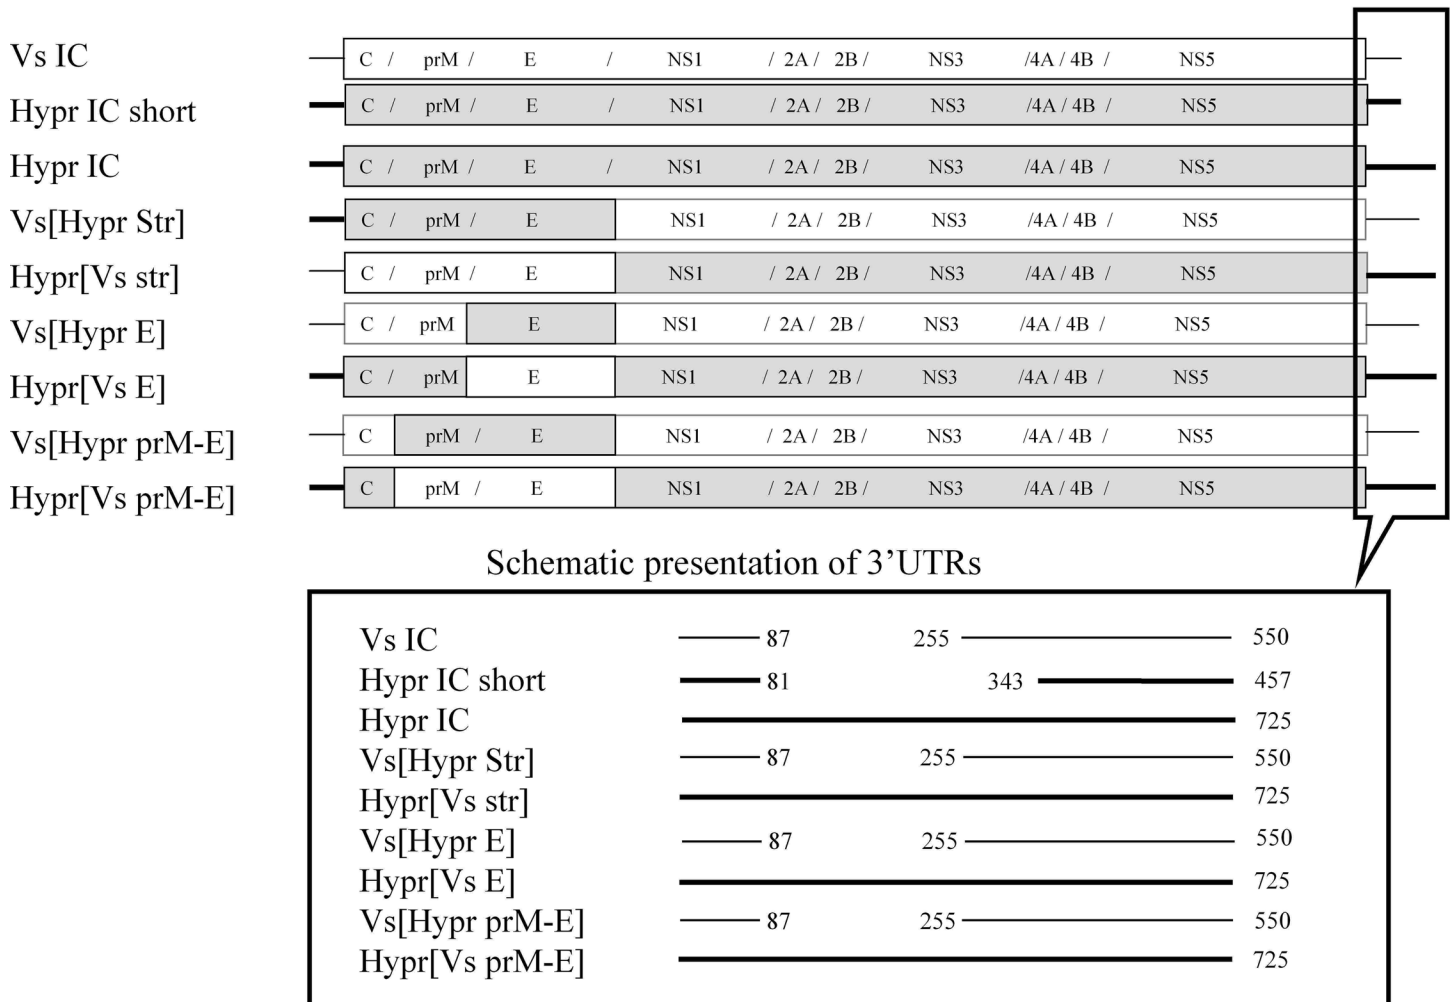 Vs IC C / prM / E / NS1 / 2A / 2B / NS3 /4A / 4B / NS5
Hypr IC short C / prM / E / NS1 / 2A / 2B / NS3 /4A / 4B / NS5
Hypr IC C / prM / E / NS1 / 2A / 2B / NS3 /4A / 4B / NS5
Vs[Hypr Str] C / prM / E NS1 / 2A / 2B / NS3 /4A / 4B / NS5
Hypr[Vs str] C / prM / E NS1 / 2A / 2B / NS3 /4A / 4B / NS5
Vs[Hypr E] C / prM E NS1 / 2A / 2B / NS3 /4A / 4B / NS5
Hypr[Vs E] C / prM E NS1 / 2A / 2B / NS3 /4A / 4B / NS5
Vs[Hypr prM-E] C prM / E NS1 / 2A / 2B / NS3 /4A / 4B / NS5
Hypr[Vs prM-E] C prM / E NS1 / 2A / 2B / NS3 /4A / 4B / NS5
Schematic presentation of 3’UTRs
Vs IC 87 255 550
Hypr IC short 81 343 457
Hypr IC 725
Vs[Hypr Str] 87 255 550
Hypr[Vs str] 725
Vs[Hypr E] 87 255 550
Hypr[Vs E] 725
Vs[Hypr prM-E] 87 255 550
Hypr[Vs prM-E] 725